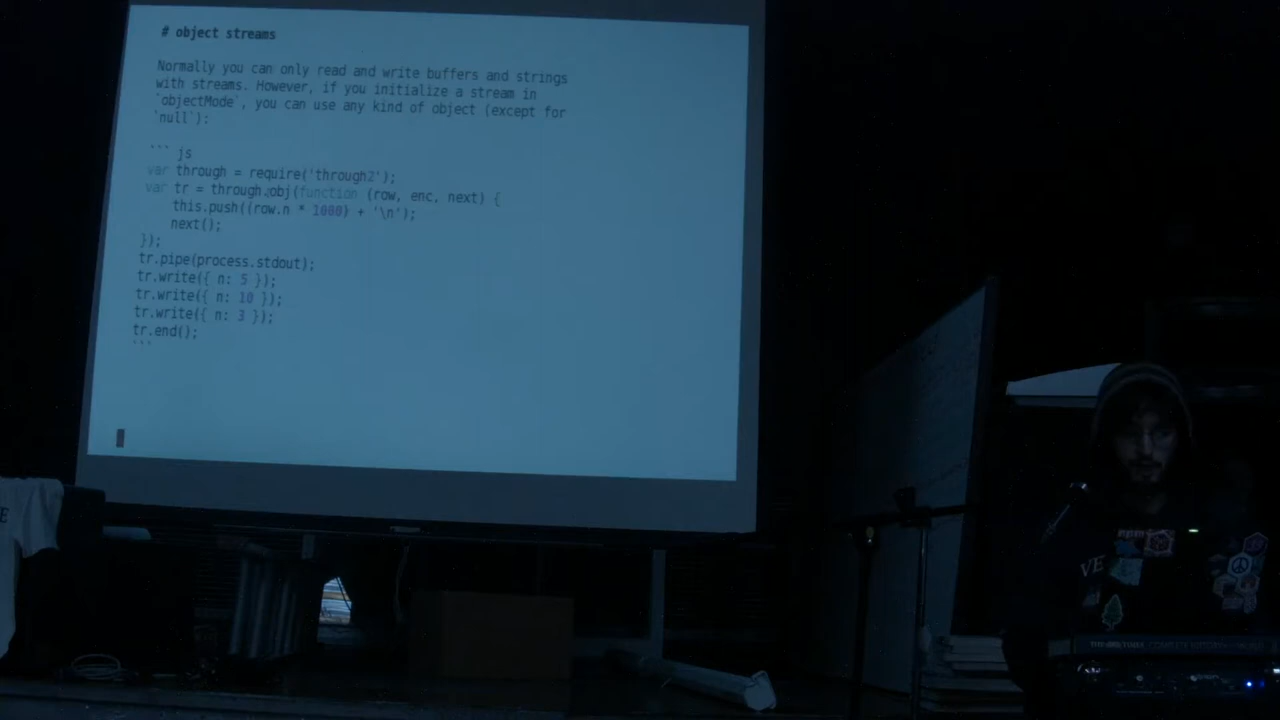 # object streams
Normally you can only read and write buffers and strings
with streams. However, if you initialize a stream in
`objectMode`, you can use any kind of object (except for
`null`):
``` js
var through = require('through2');
var tr = through.obj(function (row, enc, next) {
this.push((row.n * 1000) + '\n');
next();
});
tr.pipe(process.stdout);
tr.write({ n: 5 });
tr.write({ n: 10 });
tr.write({ n: 3 });
tr.end();
```
E
VE